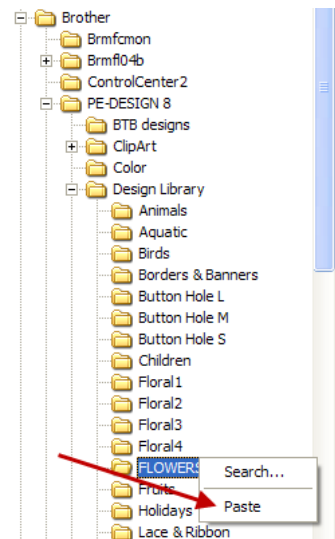 Brother
Brmfcmon
Brmfl04b
ControlCenter2
PE-DESIGN 8
BTB designs
ClipArt
Color
Design Library
Animals
Aquatic
Birds
Borders & Banners
Button Hole L
Button Hole M
Button Hole S
Children
Floral1
Floral2
Floral3
Floral4
FLOWERS
Search...
Fruits
Paste
Holidays
Lace & Ribbon